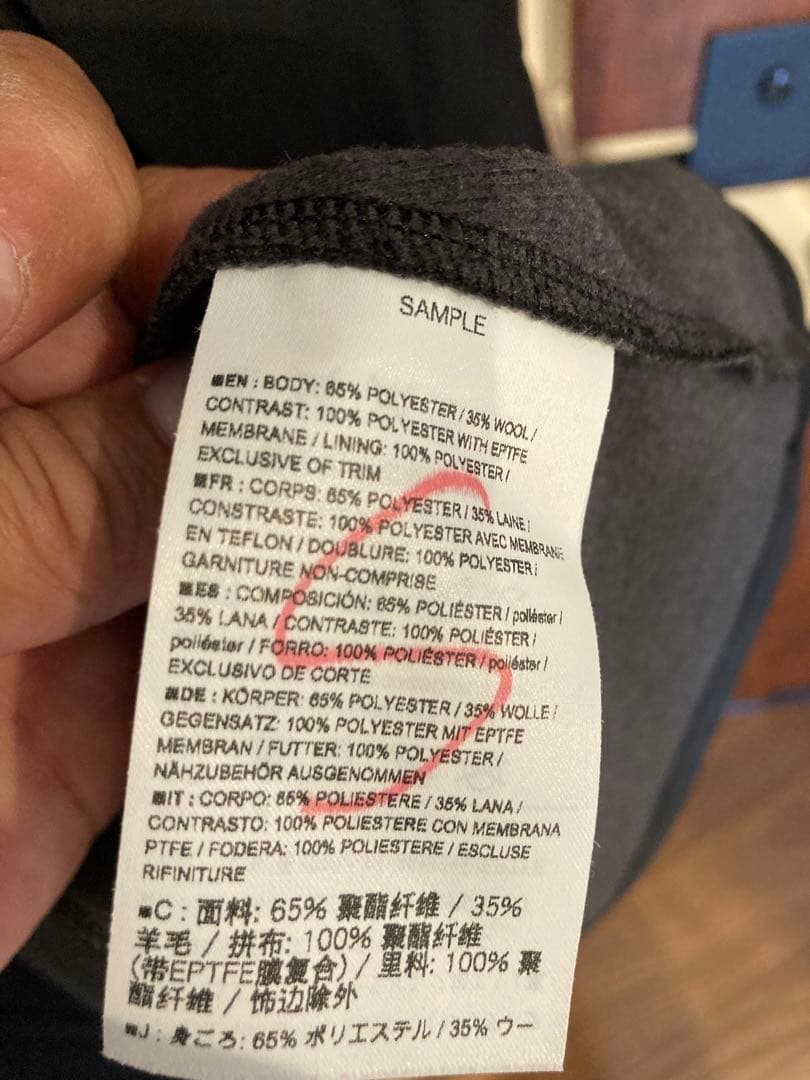 SAMPLE
EN : BODY: 65% POLYESTER / 35% WOOL /
CONTRAST: 100% POLYESTER WITH EPTFE
MEMBRANE / LINING: 100% POLYESTER /
EXCLUSIVE OF TRIM
FR : CORPS: 65% POLYESTER / 35% LAINE /
CONSTRASTE: 100% POLYESTER AVEC MEMBRANE
EN TEFLON / DOUBLURE: 100% POLYESTER /
GARNITURE NON-COMPRISE
ES : COMPOSICIÓN: 65% POLIÉSTER / poliéster /
35% LANA / CONTRASTE: 100% POLIÉSTER /
poliéster / FORRO: 100% POLIÉSTER / poliéster /
EXCLUSIVO DE CORTE
DE : KÖRPER: 65% POLYESTER / 35% WOLLE /
GEGENSATZ: 100% POLYESTER MIT EPTFE
MEMBRAN / FUTTER: 100% POLYESTER /
NÄHZUBEHÖR AUSGENOMMEN
IT : CORPO: 65% POLIESTERE / 35% LANA /
CONTRASTO: 100% POLIESTERE CON MEMBRANA
PTFE / FODERA: 100% POLIESTERE / ESCLUSE
RIFINITURE
C : 面料: 65% 聚酯纤维 / 35%
羊毛 / 拼布: 100% 聚酯纤维
(带EPTFE膜复合) / 里料: 100% 聚
酯纤维 / 饰边除外
J : 身ごろ: 65% ポリエステル / 35% ウー